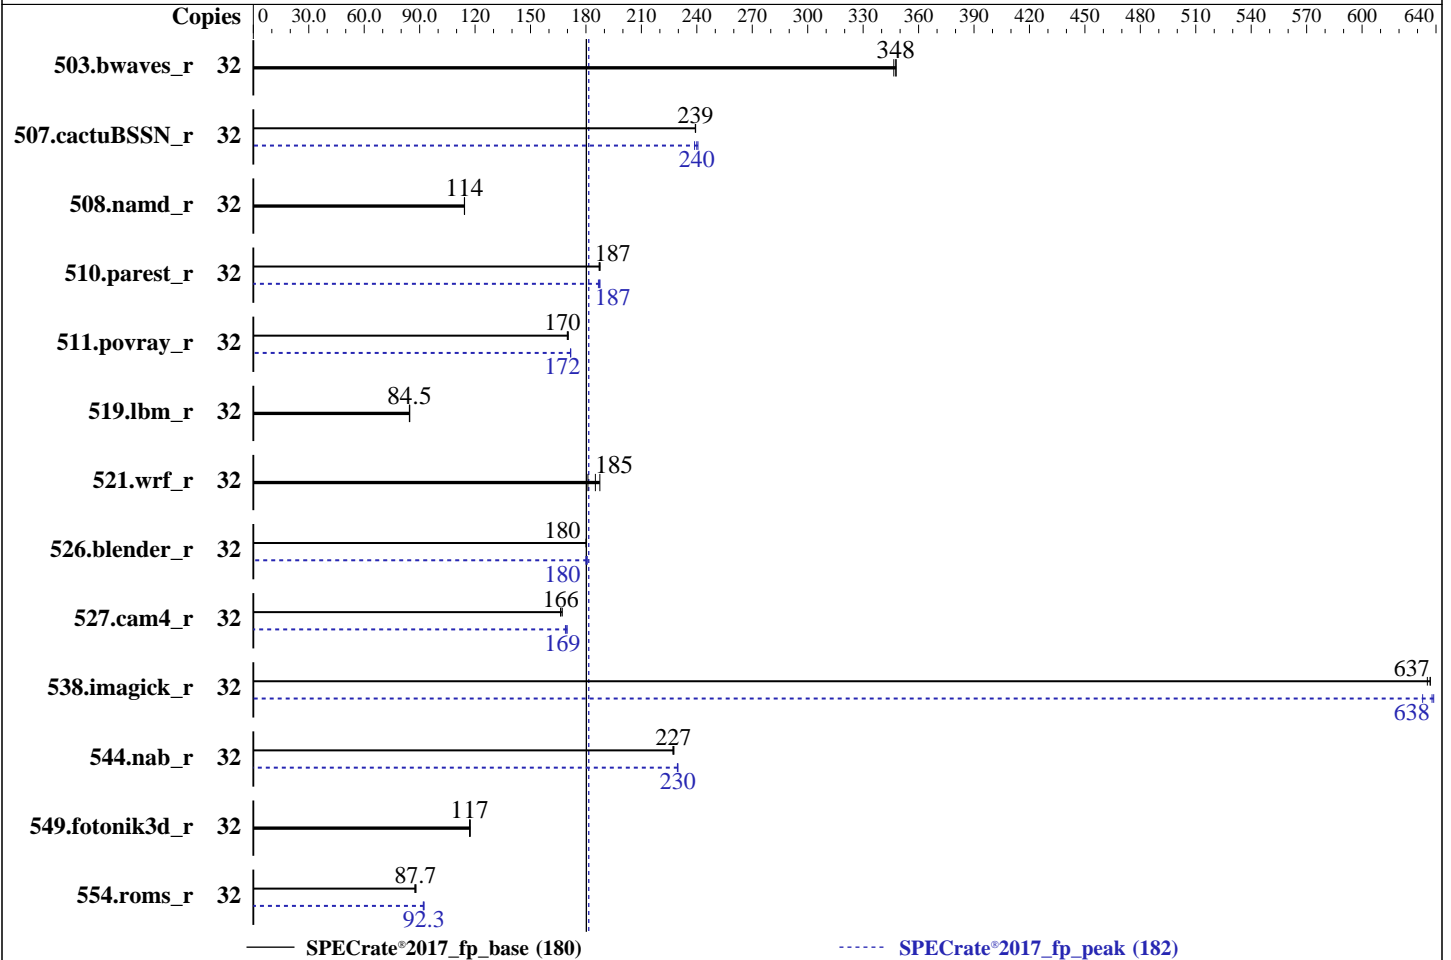 Copies 0 30.0 60.0 90.0 120 150 180 210 240 270 300 330 360 390 420 450 480 510 540 570 600 640
348
503.bwaves_r 32
239
507.cactuBSSN_r 32
240
114
508.namd_r 32
187
510.parest_r 32
187
170
511.povray_r 32
172
84.5
519.lbm_r 32
185
521.wrf_r 32
180
526.blender_r 32
180
166
527.cam4_r 32
169
637
538.imagick_r 32
638
227
544.nab_r 32
230
117
549.fotonik3d_r 32
87.7
554.roms_r 32
92.3
SPECrate®2017_fp_base (180) SPECrate®2017_fp_peak (182)